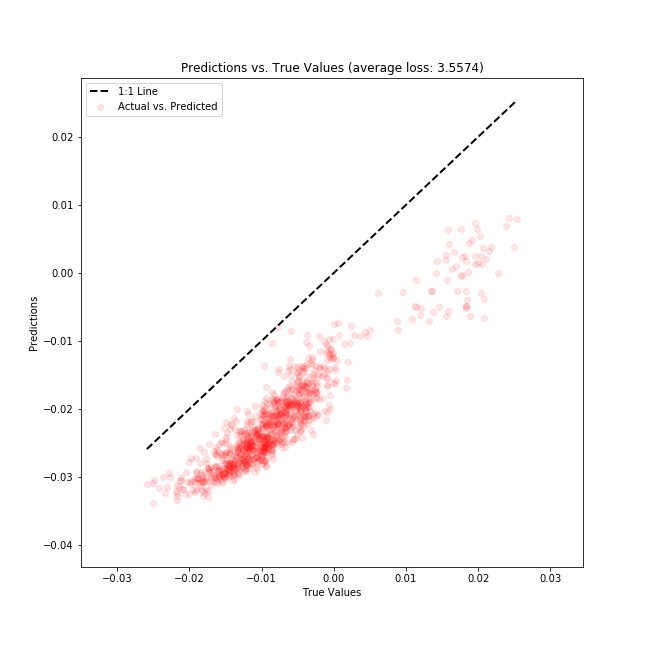 Predictions vs. True Values (average loss: 3.5574)
1:1 Line
Actual vs. Predicted
0.02
0.01
0.00
−0.01
−0.02
−0.03
−0.04
Predictions
−0.03
−0.02
−0.01
0.00
0.01
0.02
0.03
True Values